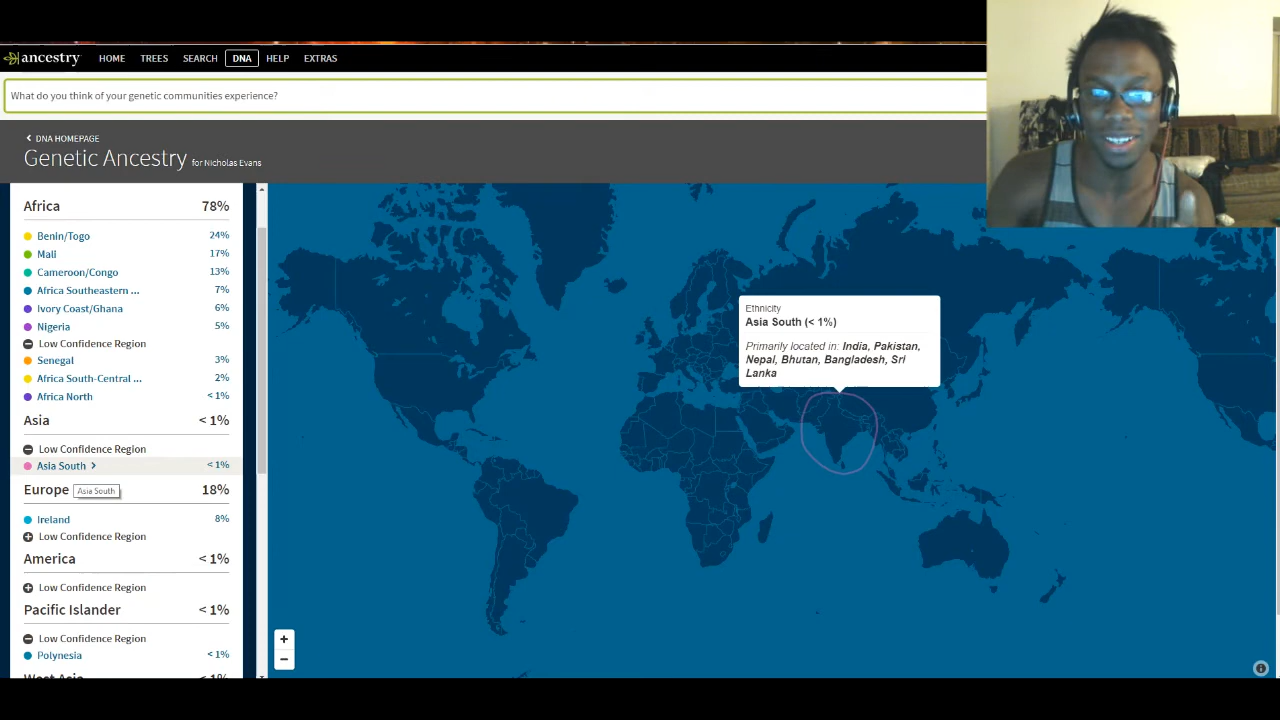 ancestry HOME TREES SEARCH DNA HELP EXTRAS
What do you think of your genetic communities experience?
DNA HOMEPAGE
Genetic Ancestry for Nicholas Evans
Africa 78%
Benin/Togo 24%
Mali 17%
Cameroon/Congo 13%
Africa Southeastern ... 7%
Ivory Coast/Ghana 6%
Nigeria 5%
Low Confidence Region
Senegal 3%
Africa South-Central ... 2%
Africa North < 1%
Asia < 1%
Low Confidence Region
Asia South < 1%
Europe 18%
Asia South
Ireland 8%
Low Confidence Region
America < 1%
Low Confidence Region
Pacific Islander < 1%
Low Confidence Region
Polynesia < 1%
West Asia < 1%
Ethnicity
Asia South (< 1%)
Primarily located in: India, Pakistan,
Nepal, Bhutan, Bangladesh, Sri
Lanka
+
−